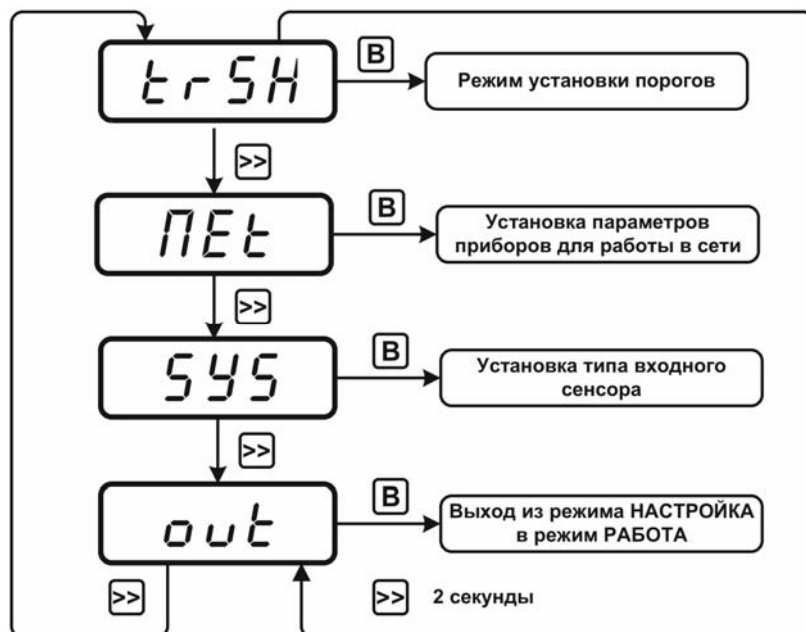 trSH
B
Режим установки порогов
>>
ПEt
B
Установка параметров
приборов для работы в сети
>>
SYS
B
Установка типа входного
сенсора
>>
out
B
Выход из режима НАСТРОЙКА
в режим РАБОТА
>>
>> 2 секунды